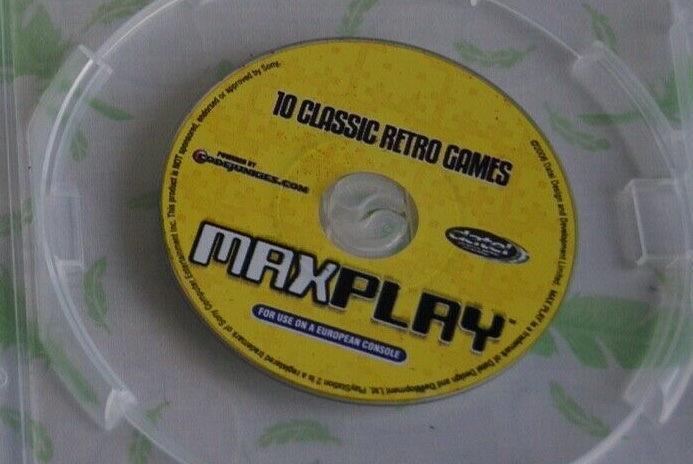 10 CLASSIC RETRO GAMES
POWERED BY
CODEJUNKIES.COM
datel
MAXPLAY™
FOR USE ON A EUROPEAN CONSOLE
©2006 Datel Design and Development Limited. MAX PLAY is a trademark of Datel Design and Development Ltd. PlayStation 2 is a registered trademark of Sony Computer Entertainment Inc. This product is NOT sponsored, endorsed or approved by Sony.